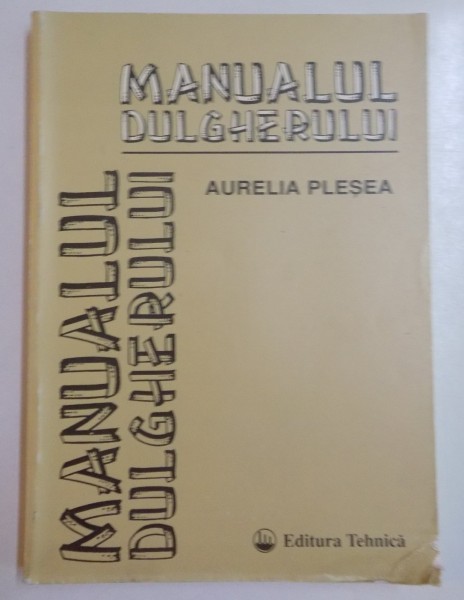 MANUALUL
DULGHERULUI
AURELIA PLEȘEA
MANUALUL
DULGHERULUI
Editura Tehnică